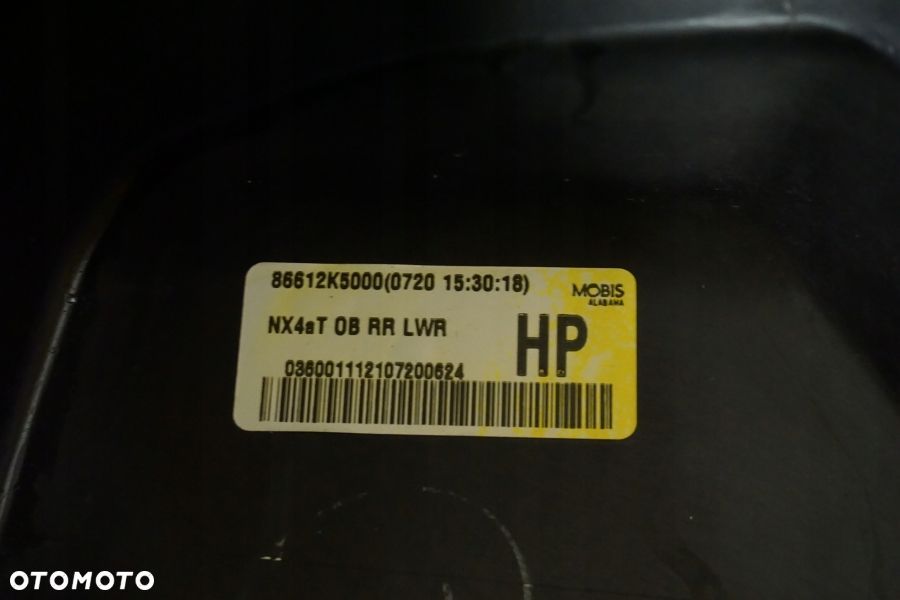 86612K5000(0720 15:30:18)
MOBIS
ALABAMA
NX4aT OB RR LWR
HP
036001112107200624
OTOMOTO